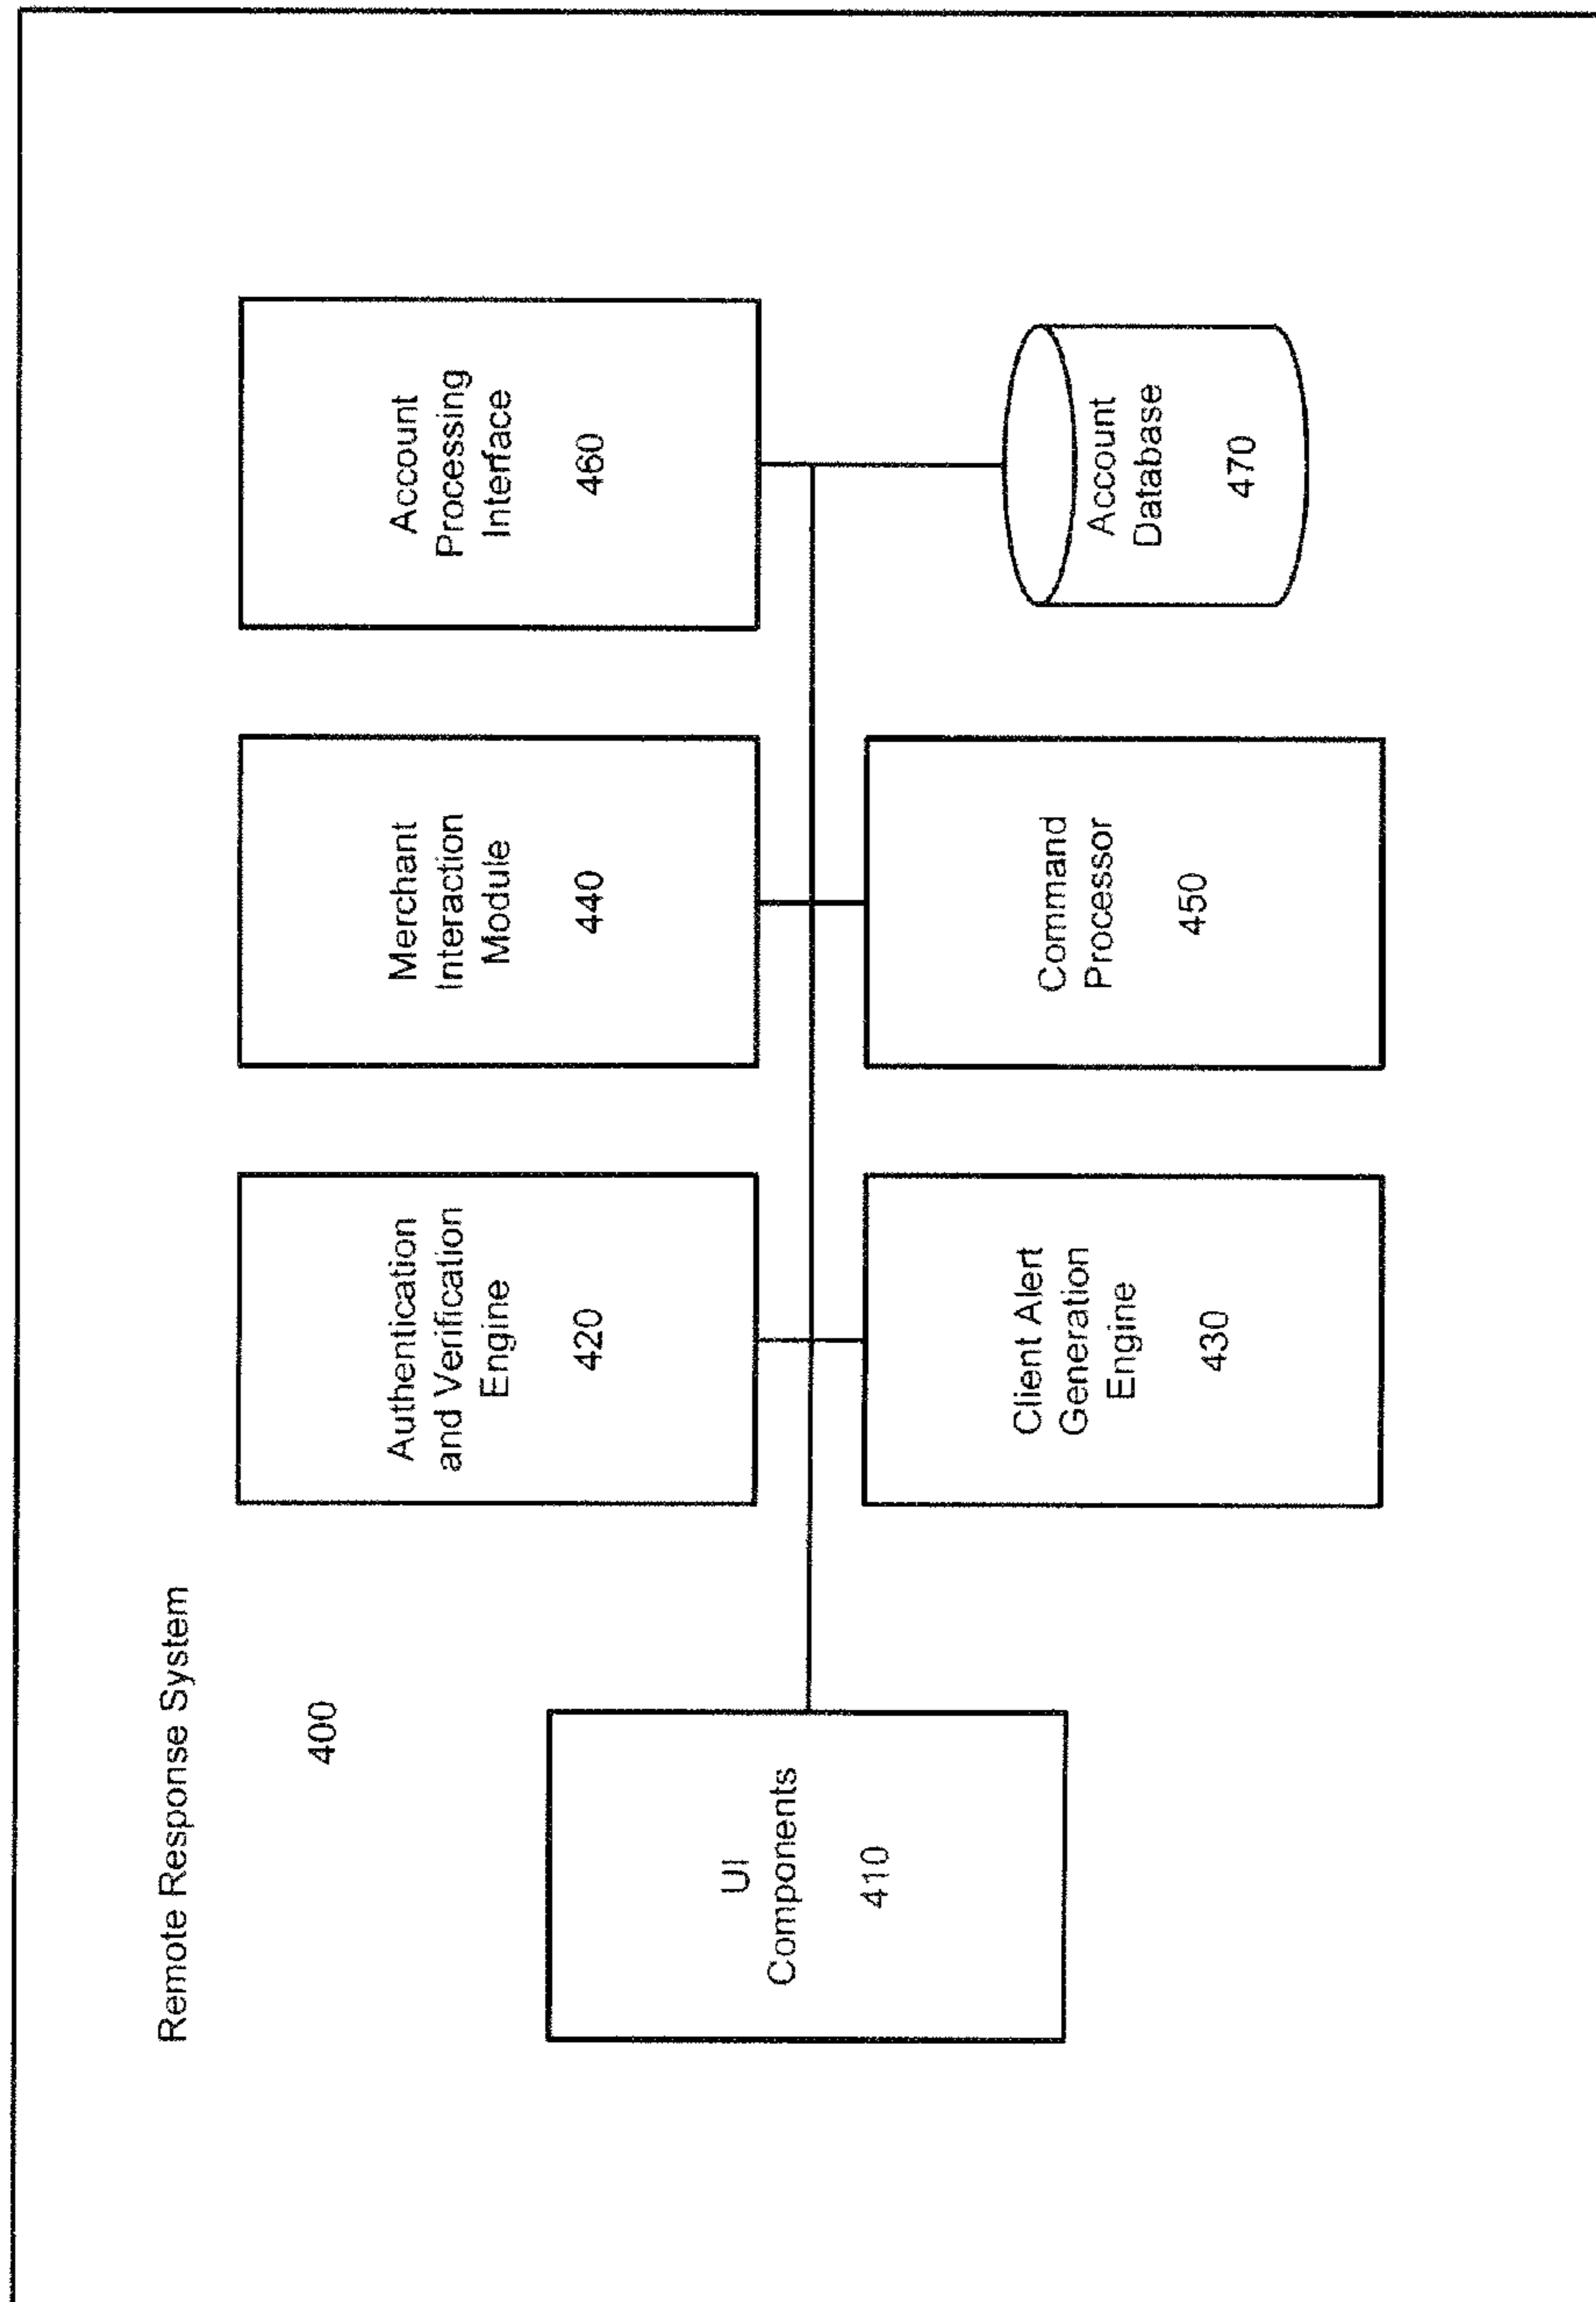 Remote Response System
400
UI
Components
410
Authentication
and Verification
Engine
420
Client Alert
Generation
Engine
430
Merchant
Interaction
Module
440
Command
Processor
450
Account
Processing
Interface
460
Account
Database
470